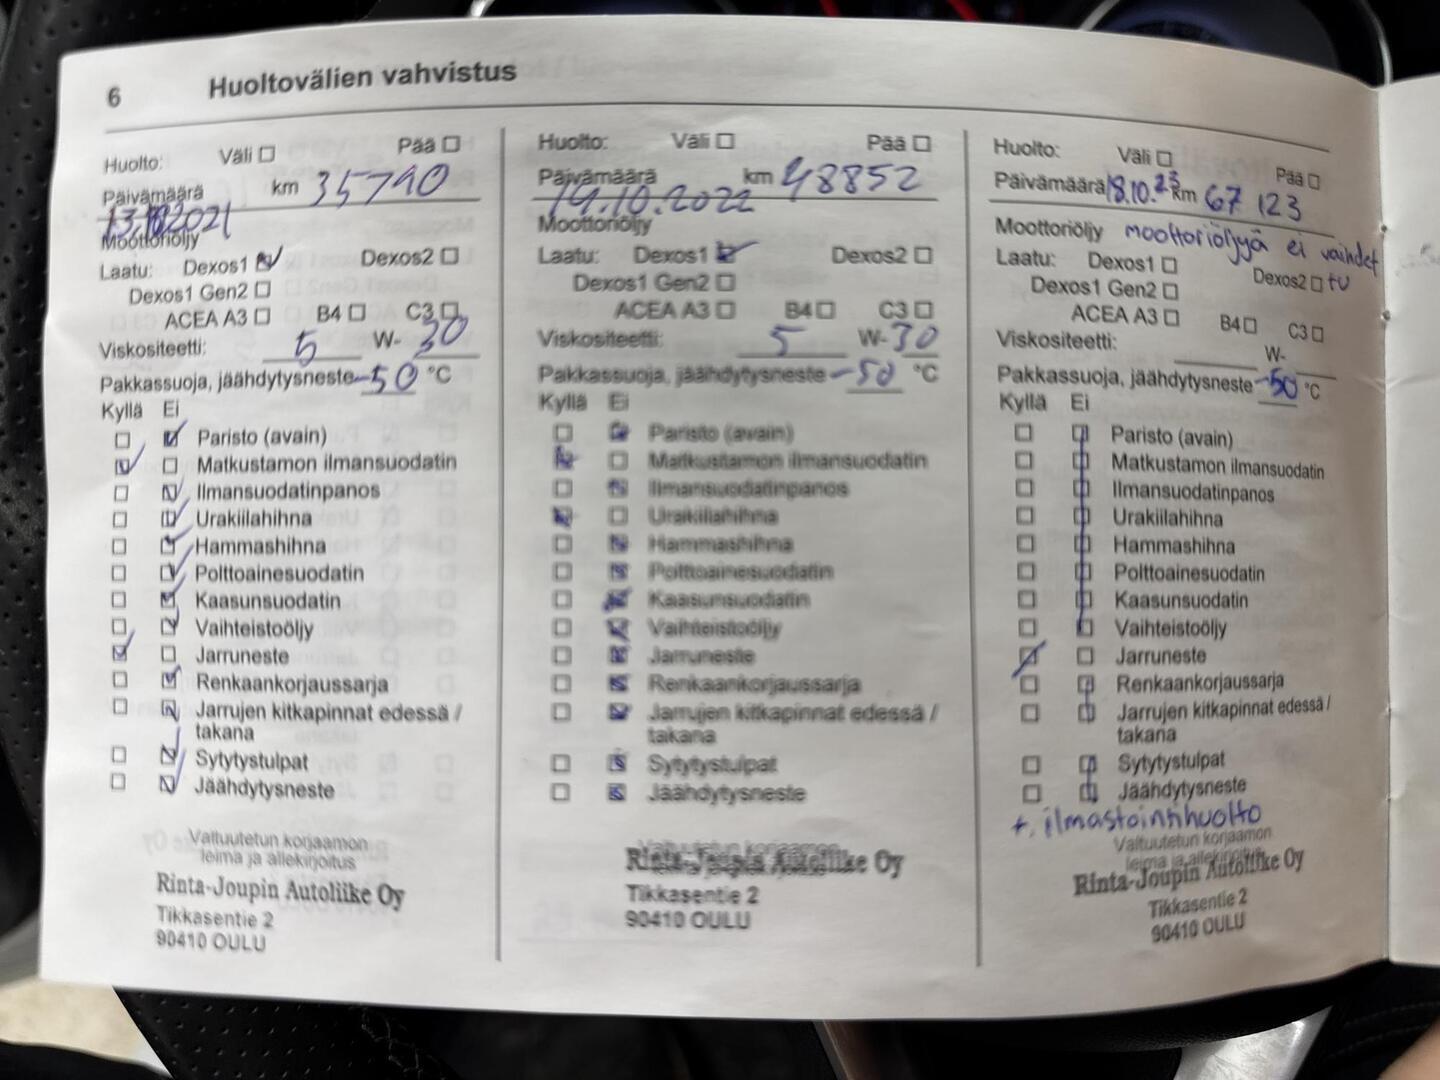 6 Huoltovälien vahvistus
Huolto: Väli Pää
Päivämäärä km 35790
13.10.2021
Moottoriöljy
Laatu: Dexos1 Dexos2
Dexos1 Gen2
ACEA A3 B4 C3
Viskositeetti: 5 W- 30
Pakkassuoja, jäähdytysneste -50 °C
Kyllä Ei
Paristo (avain)
Matkustamon ilmansuodatin
Ilmansuodatinpanos
Urakiilahihna
Hammashihna
Polttoainesuodatin
Kaasunsuodatin
Vaihteistoöljy
Jarruneste
Renkaankorjaussarja
Jarrujen kitkapinnat edessä /
takana
Sytytystulpat
Jäähdytysneste
Valtuutetun korjaamon
leima ja allekirjoitus
Rinta-Joupin Autoliike Oy
Tikkasentie 2
90410 OULU
Huolto: Väli Pää
Päivämäärä km 48852
19.10.2022
Moottoriöljy
Laatu: Dexos1 Dexos2
Dexos1 Gen2
ACEA A3 B4 C3
Viskositeetti: 5 W- 30
Pakkassuoja, jäähdytysneste -50 °C
Kyllä Ei
Paristo (avain)
Matkustamon ilmansuodatin
Ilmansuodatinpanos
Urakiilahihna
Hammashihna
Polttoainesuodatin
Kaasunsuodatin
Vaihteistoöljy
Jarruneste
Renkaankorjaussarja
Jarrujen kitkapinnat edessä /
takana
Sytytystulpat
Jäähdytysneste
Valtuutetun korjaamon
leima ja allekirjoitus
Rinta-Joupin Autoliike Oy
Tikkasentie 2
90410 OULU
Huolto: Väli Pää
Päivämäärä 18.10.23 km 67 123
Moottoriöljy moottoriöljyä ei vaihdet
Laatu: Dexos1 Dexos2 tu
Dexos1 Gen2
ACEA A3 B4 C3
Viskositeetti: W-
Pakkassuoja, jäähdytysneste -50 °C
Kyllä Ei
Paristo (avain)
Matkustamon ilmansuodatin
Ilmansuodatinpanos
Urakiilahihna
Hammashihna
Polttoainesuodatin
Kaasunsuodatin
Vaihteistoöljy
Jarruneste
Renkaankorjaussarja
Jarrujen kitkapinnat edessä /
takana
Sytytystulpat
Jäähdytysneste
+. ilmastointihuolto
Valtuutetun korjaamon
leima ja allekirjoitus
Rinta-Joupin Autoliike Oy
Tikkasentie 2
90410 OULU